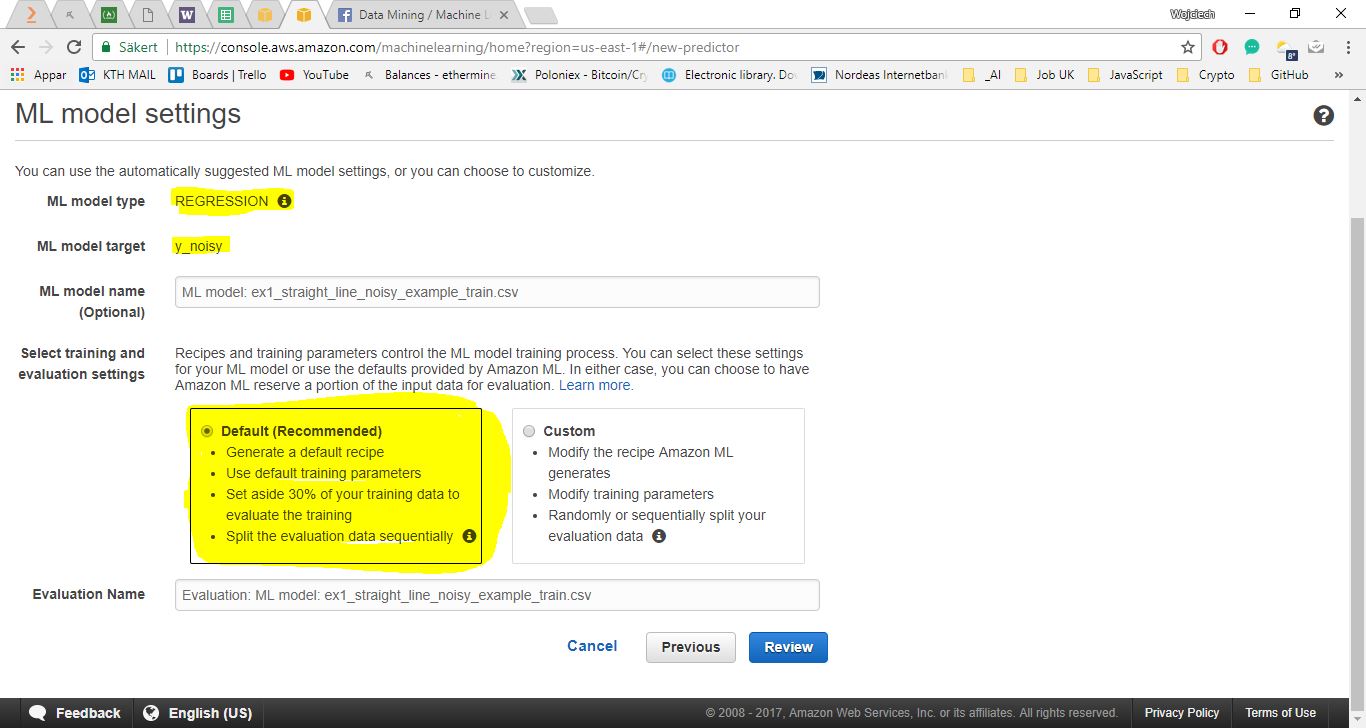 Data Mining / Machine L
Wojciech
Säkert
https://console.aws.amazon.com/machinelearning/home?region=us-east-1#/new-predictor
8°
Appar KTH MAIL Boards | Trello YouTube Balances - ethermine Poloniex - Bitcoin/Cry Electronic library. Do Nordeas Internetban _AI Job UK JavaScript Crypto GitHub »
ML model settings
You can use the automatically suggested ML model settings, or you can choose to customize.
ML model type REGRESSION
ML model target y_noisy
ML model name ML model: ex1_straight_line_noisy_example_train.csv
(Optional)
Select training and
evaluation settings
Recipes and training parameters control the ML model training process. You can select these settings
for your ML model or use the defaults provided by Amazon ML. In either case, you can choose to have
Amazon ML reserve a portion of the input data for evaluation. Learn more.
Default (Recommended)
• Generate a default recipe
• Use default training parameters
• Set aside 30% of your training data to
evaluate the training
• Split the evaluation data sequentially
Custom
• Modify the recipe Amazon ML
generates
• Modify training parameters
• Randomly or sequentially split your
evaluation data
Evaluation Name Evaluation: ML model: ex1_straight_line_noisy_example_train.csv
Cancel Previous Review
Feedback English (US) © 2008 - 2017, Amazon Web Services, Inc. or its affiliates. All rights reserved. Privacy Policy Terms of Use